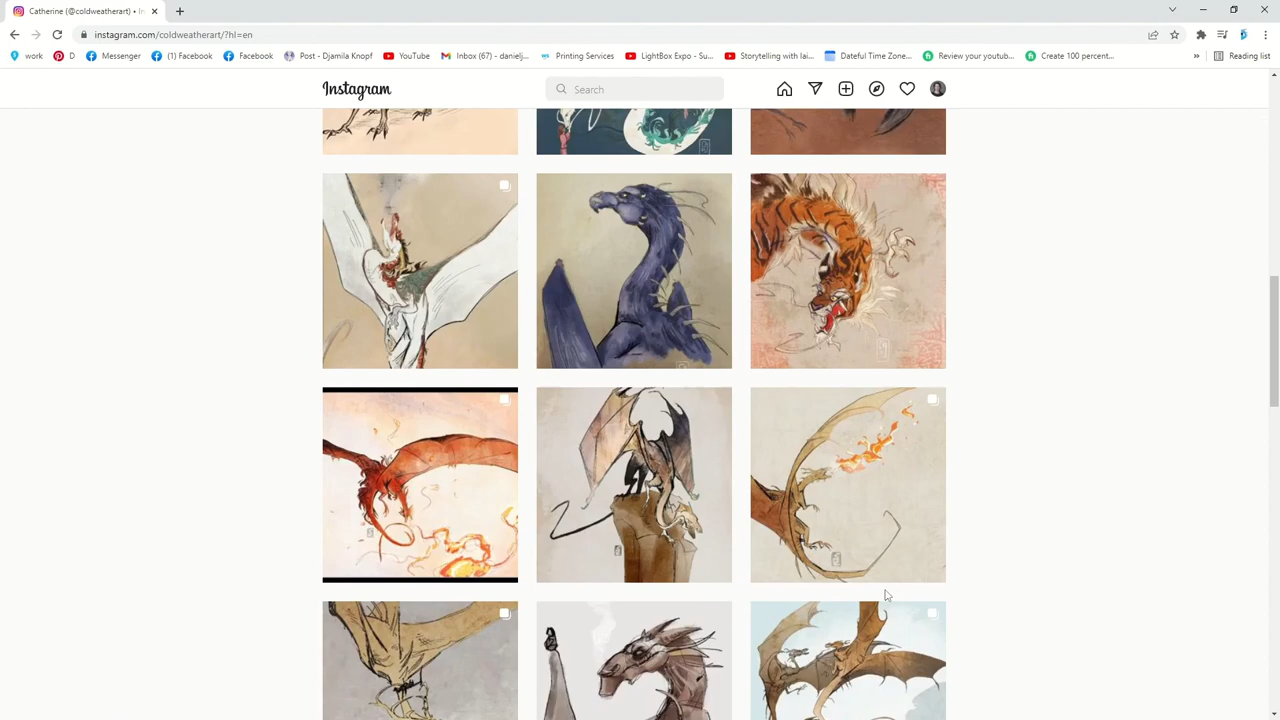 Catherine (@coldweatherart) • In
instagram.com/coldweatherart/?hl=en
work
D
Messenger
(1) Facebook
Facebook
Post - Djamila Knopf
YouTube
Inbox (67) - danielj...
Printing Services
LightBox Expo - Su...
Storytelling with Iai...
Dateful Time Zone...
Review your youtub...
Create 100 percent...
»
Reading list
Instagram
Search